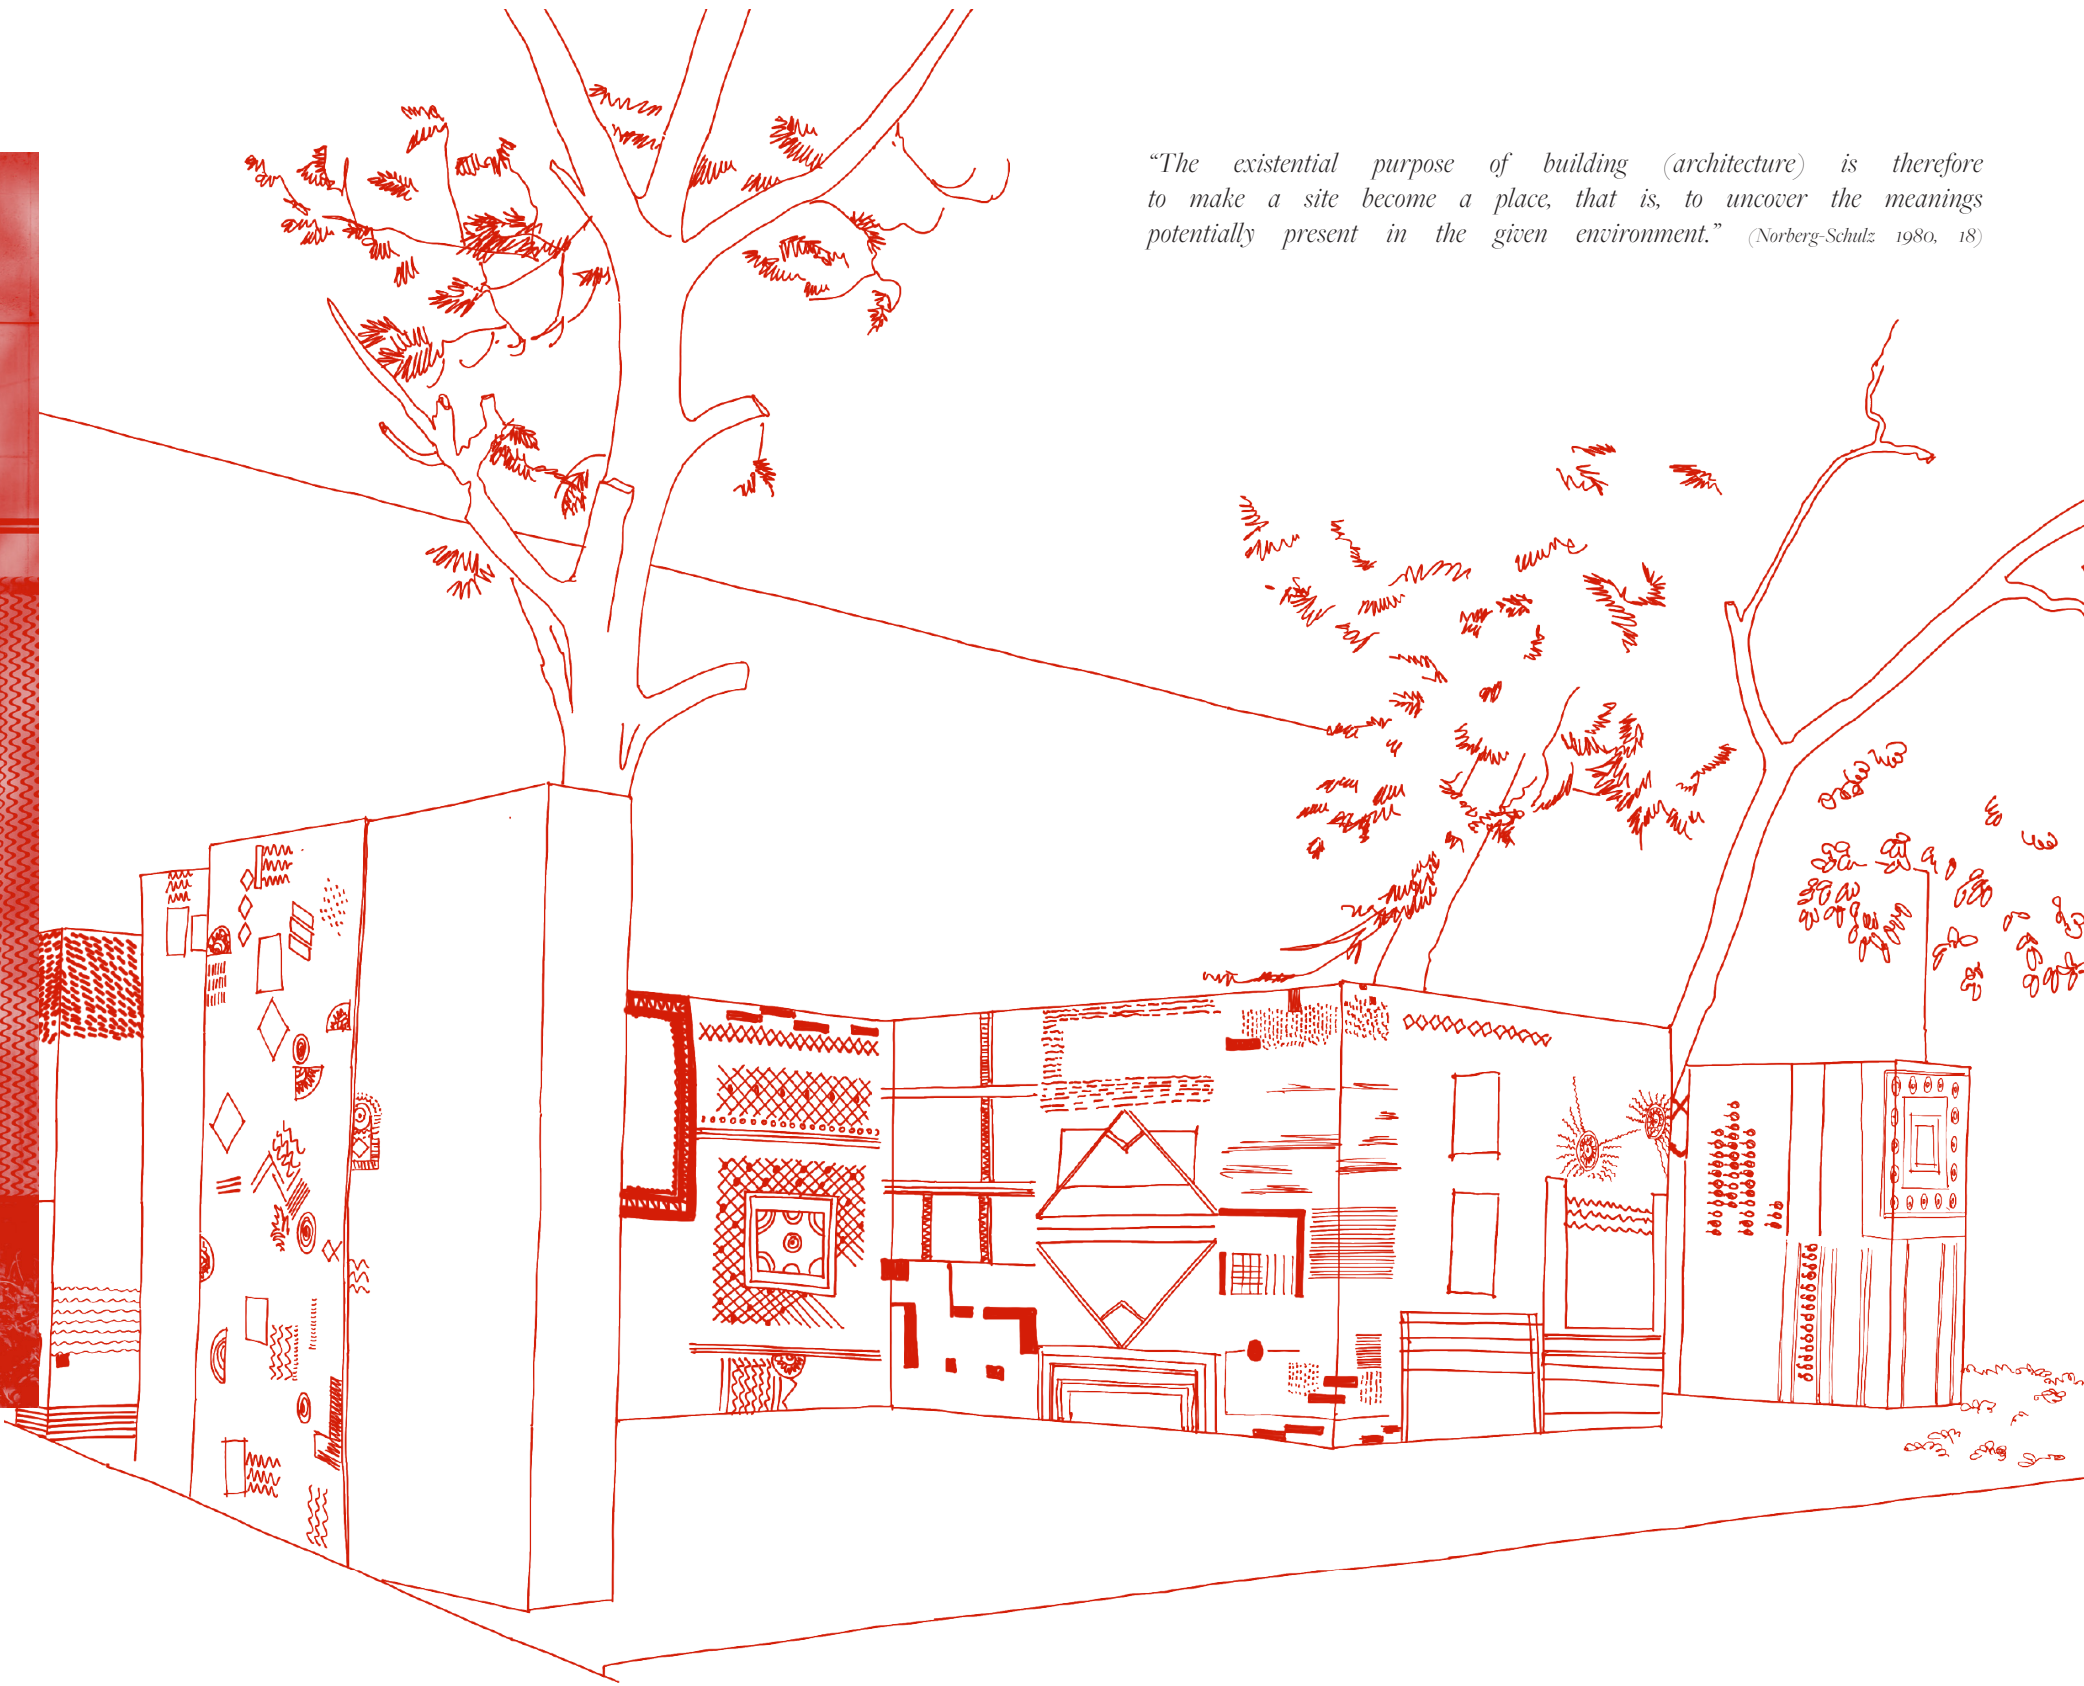 “The existential purpose of building (architecture) is therefore
to make a site become a place, that is, to uncover the meanings
potentially present in the given environment.” (Norberg-Schulz 1980, 18)